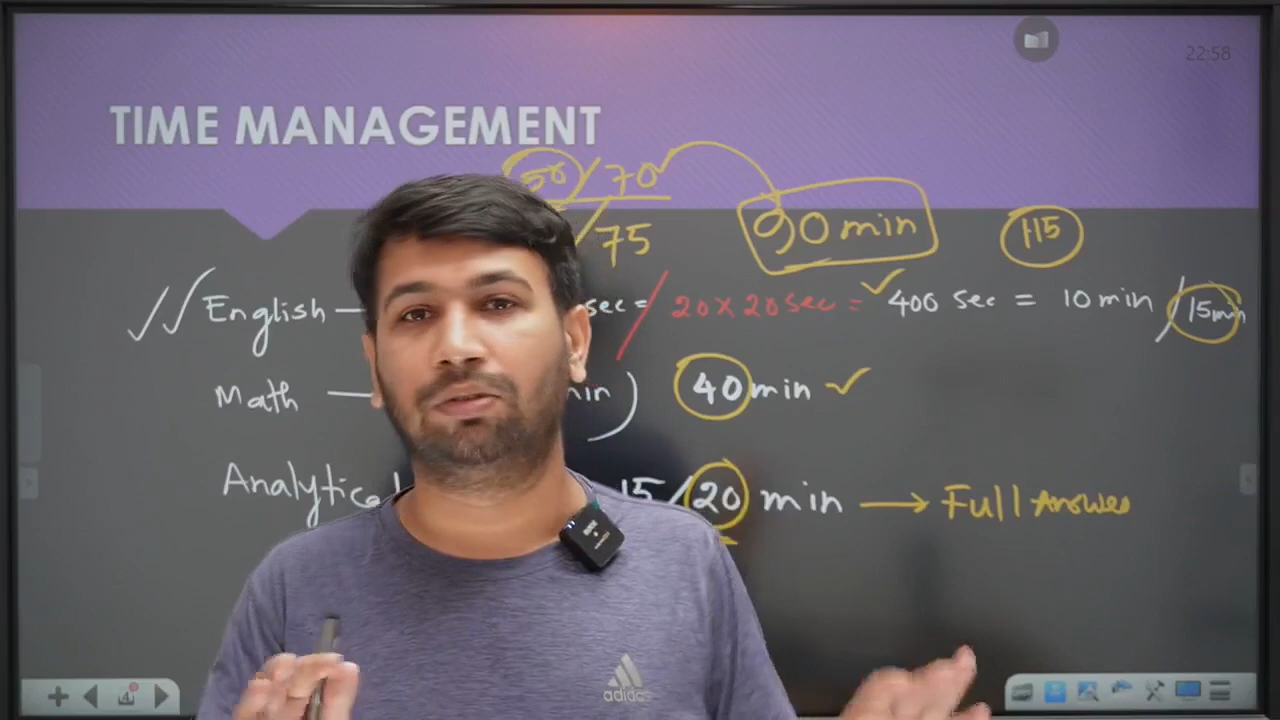 22:58
TIME MANAGEMENT
50/70
/75
90 min
115
English — sec = / 20 x 20 sec = 400 sec = 10 min / 15 min
Math — min) 40 min
Analytical 15/20 min → Full Answer
adidas